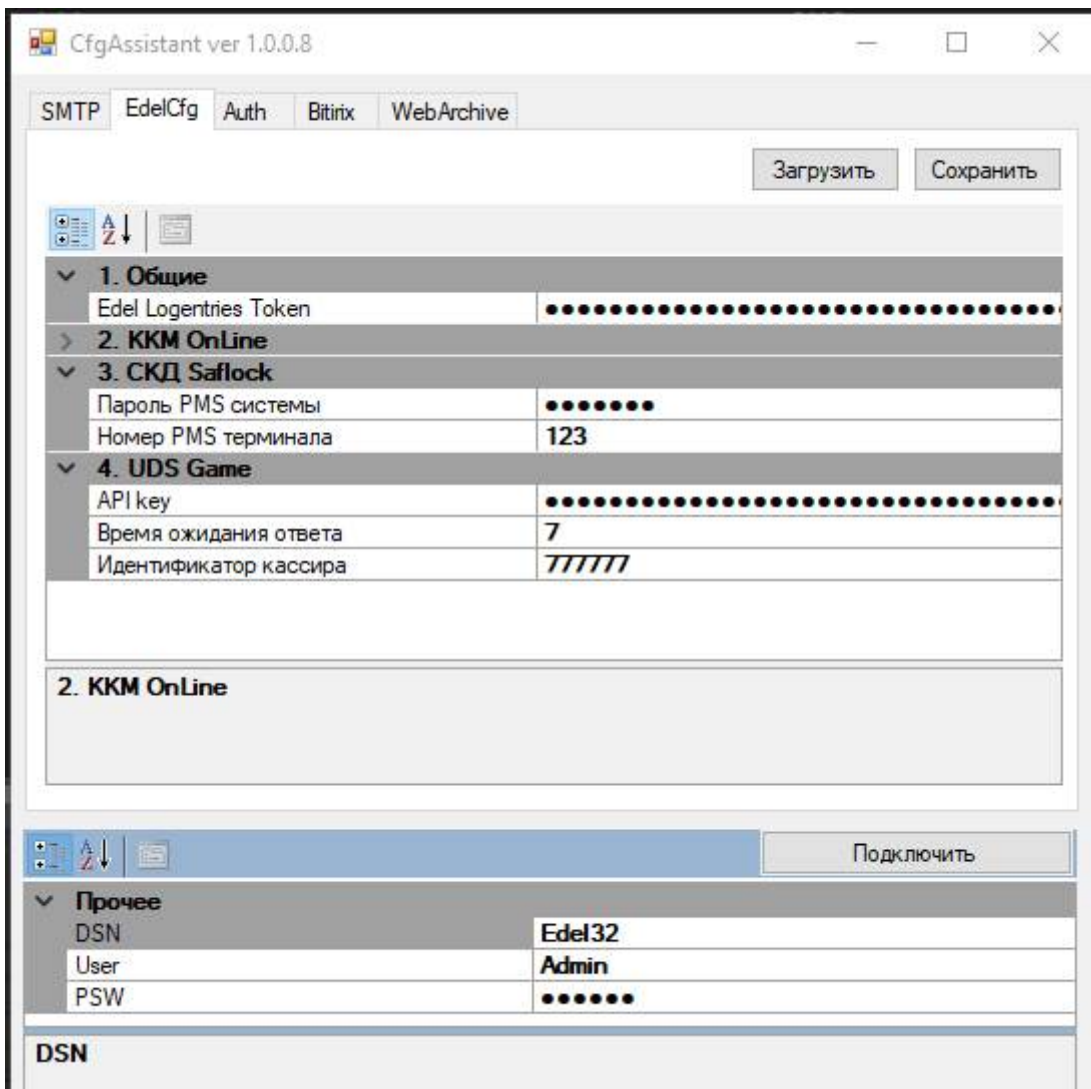 CfgAssistant ver 1.0.0.8
SMTP EdelCfg Auth Bitirix WebArchive
Загрузить Сохранить
1. Общие
Edel Logentries Token ●●●●●●●●●●●●●●●●●●●●●●●●●●●●●●●●●
2. KKM OnLine
3. СКД Saflock
Пароль PMS системы ●●●●●●●
Номер PMS терминала 123
4. UDS Game
API key ●●●●●●●●●●●●●●●●●●●●●●●●●●●●●●●●●
Время ожидания ответа 7
Идентификатор кассира 777777
2. KKM OnLine
Подключить
Прочее
DSN Edel32
User Admin
PSW ●●●●●●
DSN